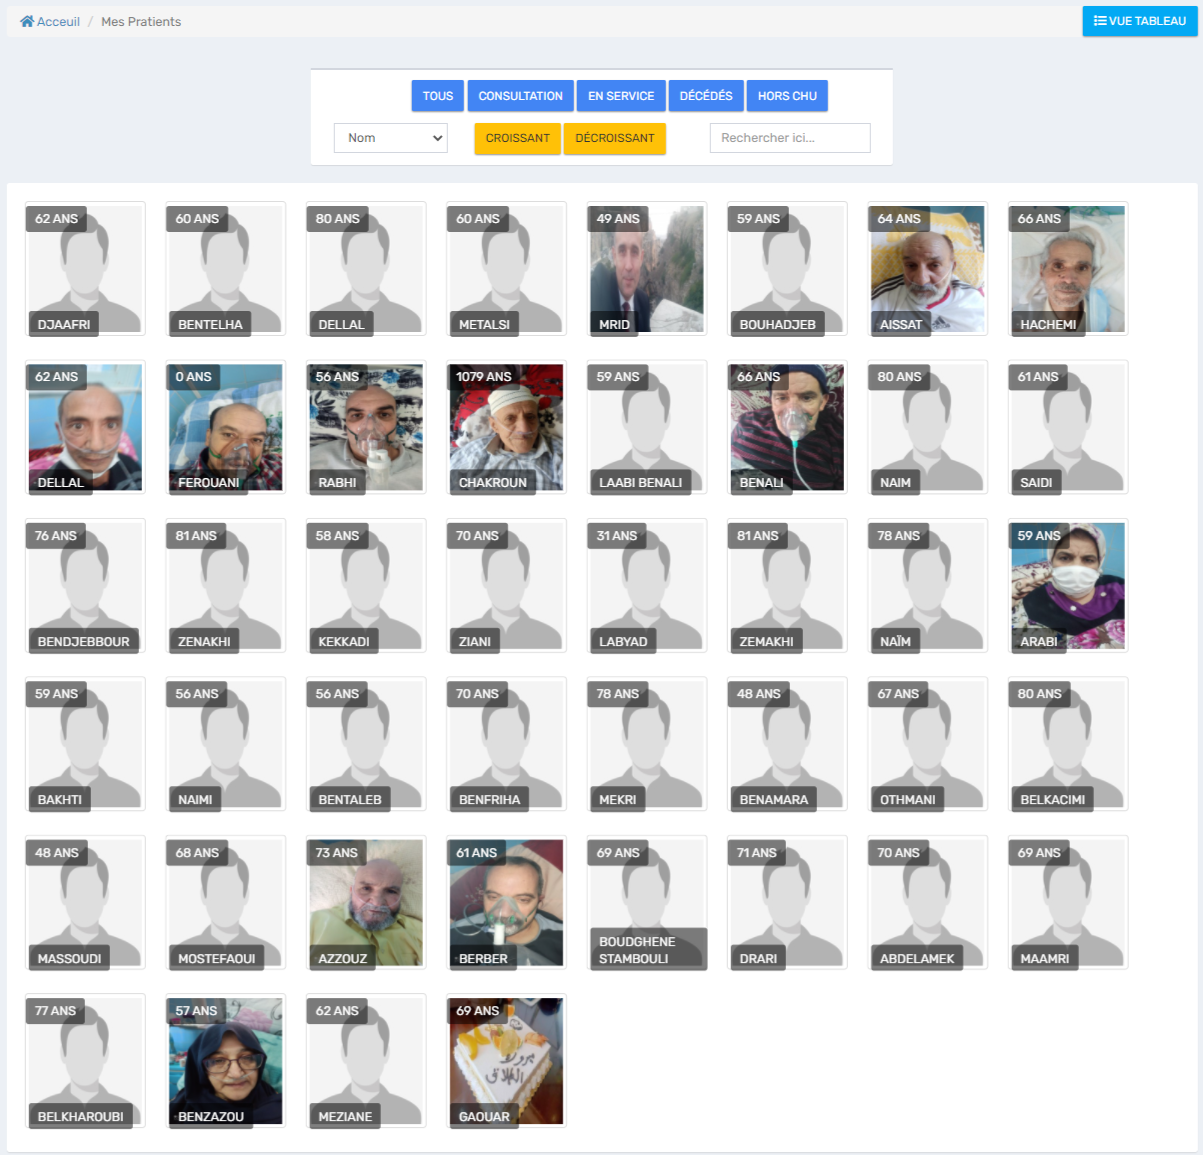 Acceuil / Mes Pratients
VUE TABLEAU
TOUS CONSULTATION EN SERVICE DÉCÉDÉS HORS CHU
Nom CROISSANT DÉCROISSANT Rechercher ici...
62 ANS 60 ANS 80 ANS 60 ANS 49 ANS 59 ANS 64 ANS 66 ANS
DJAAFRI BENTELHA DELLAL METALSI MRID BOUHADJEB AISSAT HACHEMI
62 ANS 0 ANS 56 ANS 1079 ANS 59 ANS 66 ANS 80 ANS 61 ANS
DELLAL FEROUANI RABHI CHAKROUN LAABI BENALI BENALI NAIM SAIDI
76 ANS 81 ANS 58 ANS 70 ANS 31 ANS 81 ANS 78 ANS 59 ANS
BENDJEBBOUR ZENAKHI KEKKADI ZIANI LABYAD ZEMAKHI NAÏM ARABI
59 ANS 56 ANS 56 ANS 70 ANS 78 ANS 48 ANS 67 ANS 80 ANS
BAKHTI NAIMI BENTALEB BENFRIHA MEKRI BENAMARA OTHMANI BELKACIMI
48 ANS 68 ANS 73 ANS 61 ANS 69 ANS 71 ANS 70 ANS 69 ANS
MASSOUDI MOSTEFAOUI AZZOUZ BERBER BOUDGHENE
STAMBOULI DRARI ABDELAMEK MAAMRI
77 ANS 57 ANS 62 ANS 69 ANS
مبروك
BELKHAROUBI BENZAZOU MEZIANE GAOUAR